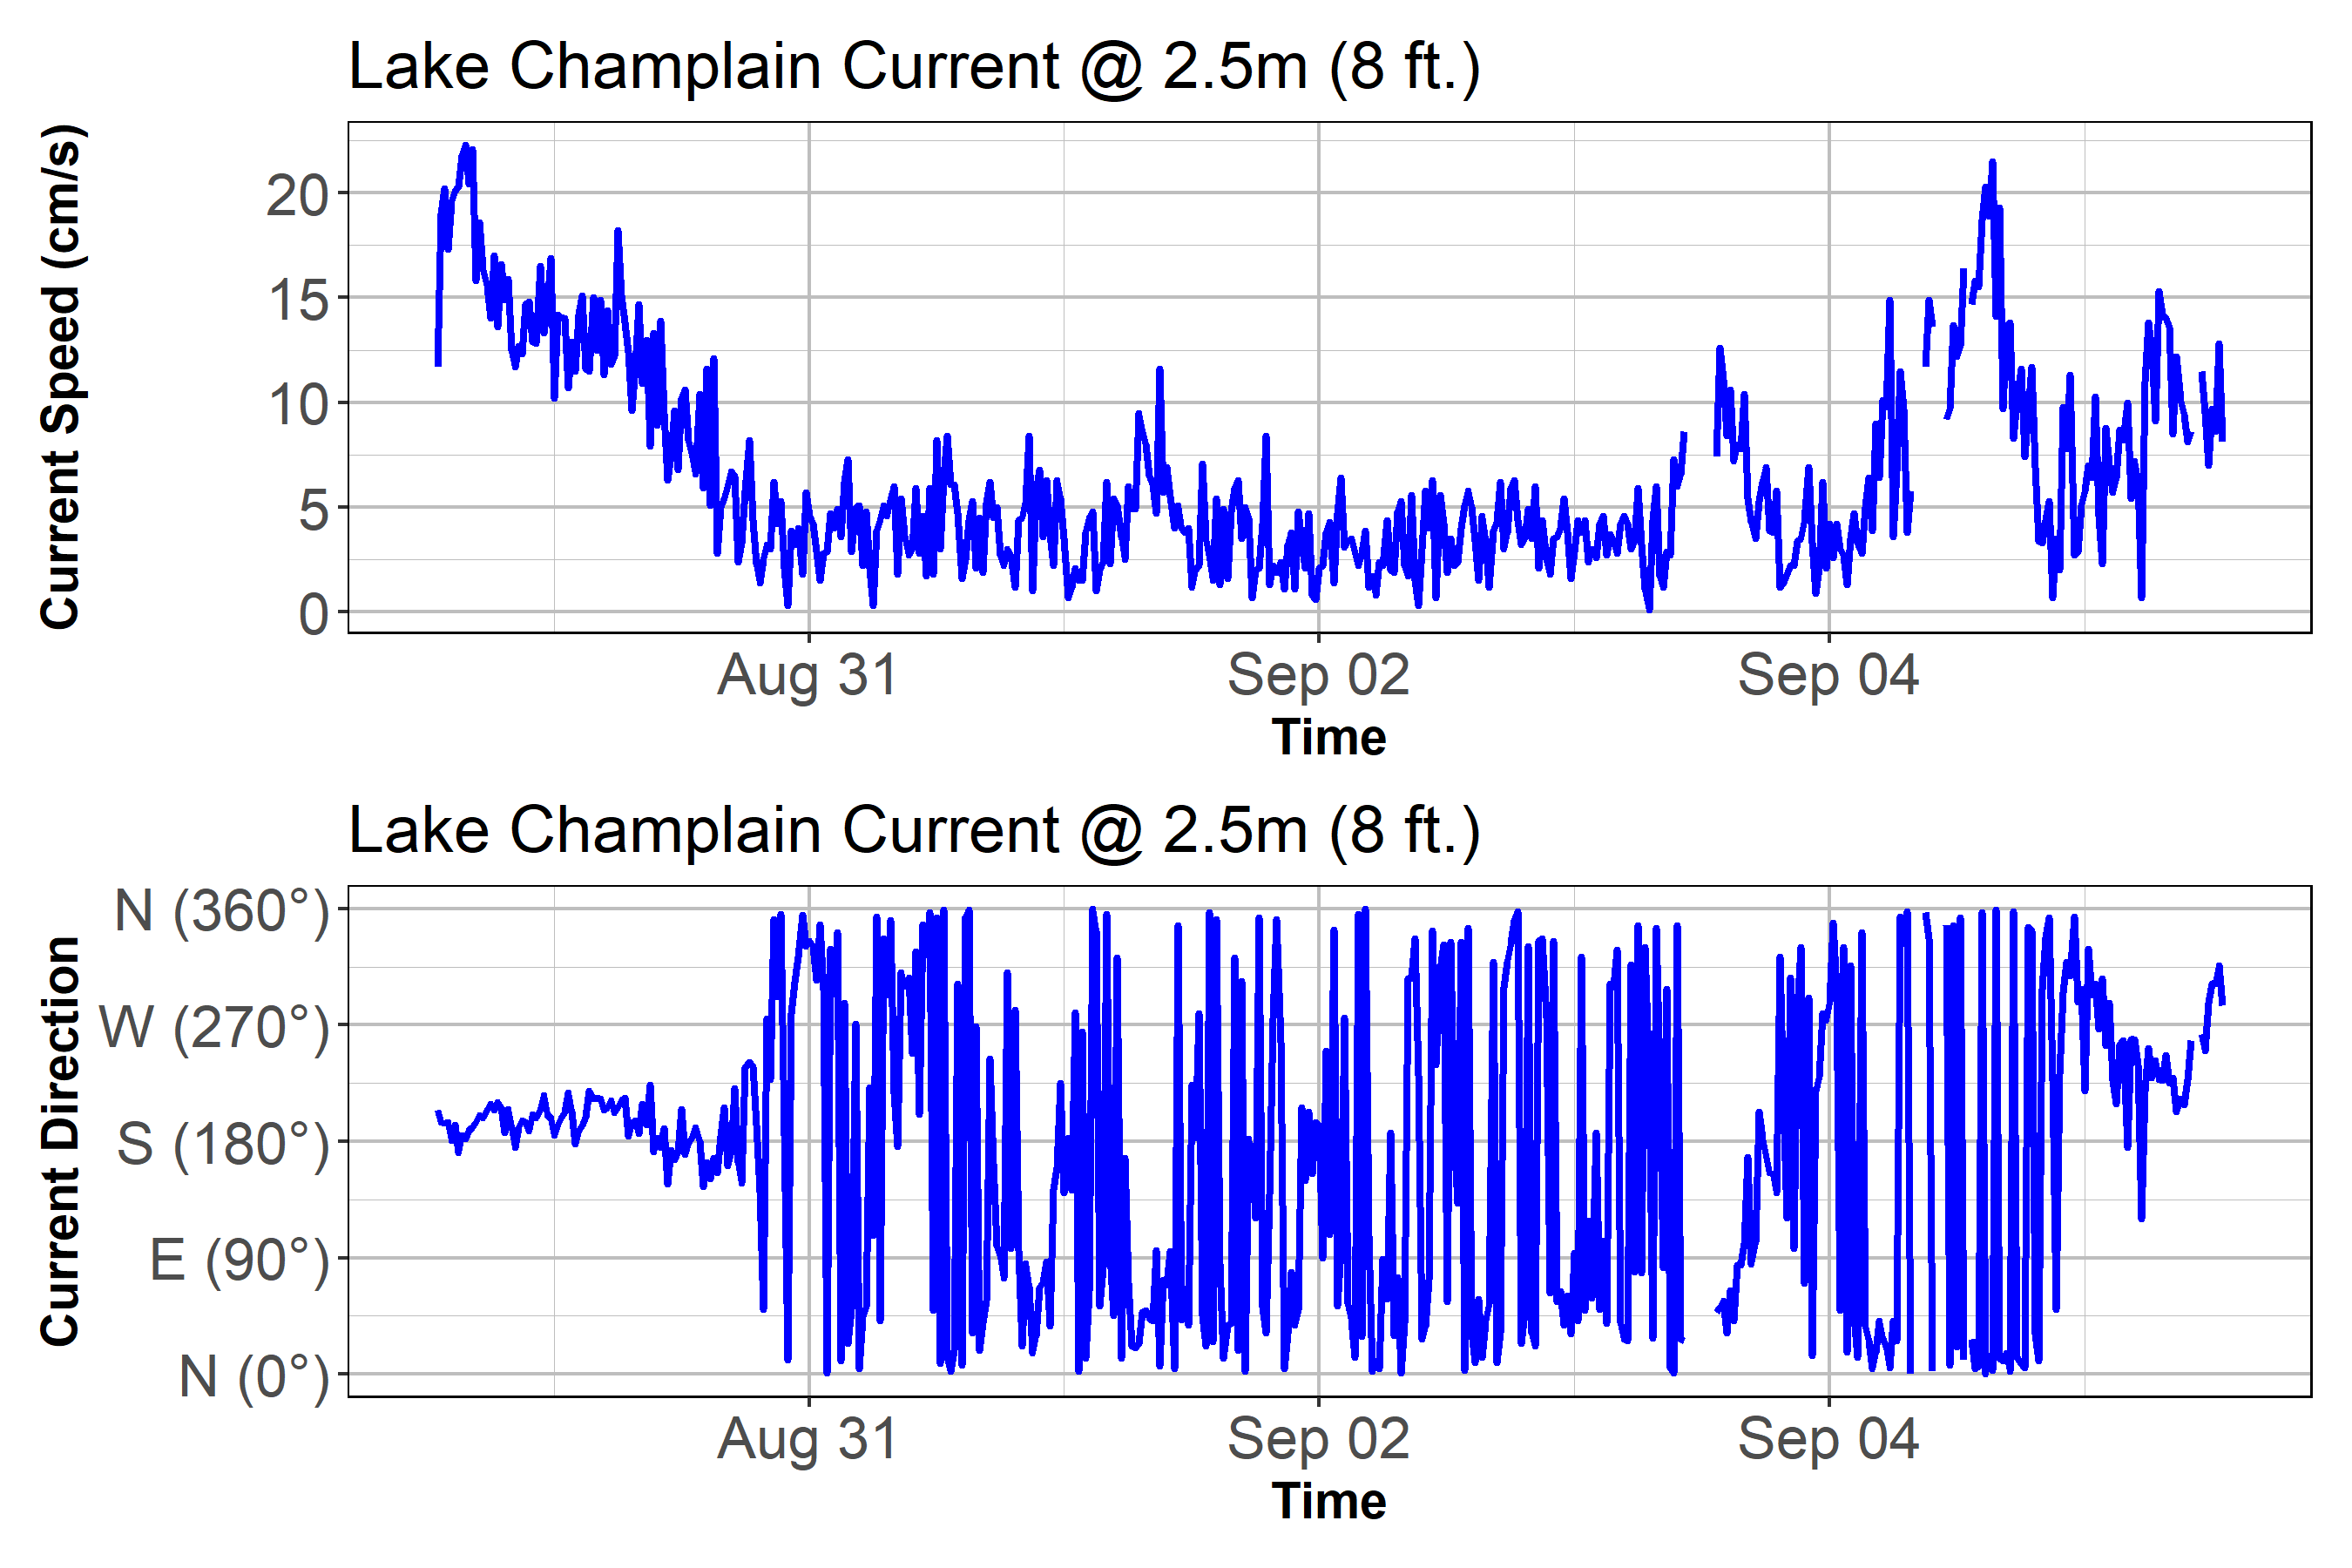 Lake Champlain Current @ 2.5m (8 ft.)
Current Speed (cm/s)
20
15
10
5
0
Aug 31
Sep 02
Sep 04
Time
Lake Champlain Current @ 2.5m (8 ft.)
Current Direction
N (360°)
W (270°)
S (180°)
E (90°)
N (0°)
Aug 31
Sep 02
Sep 04
Time